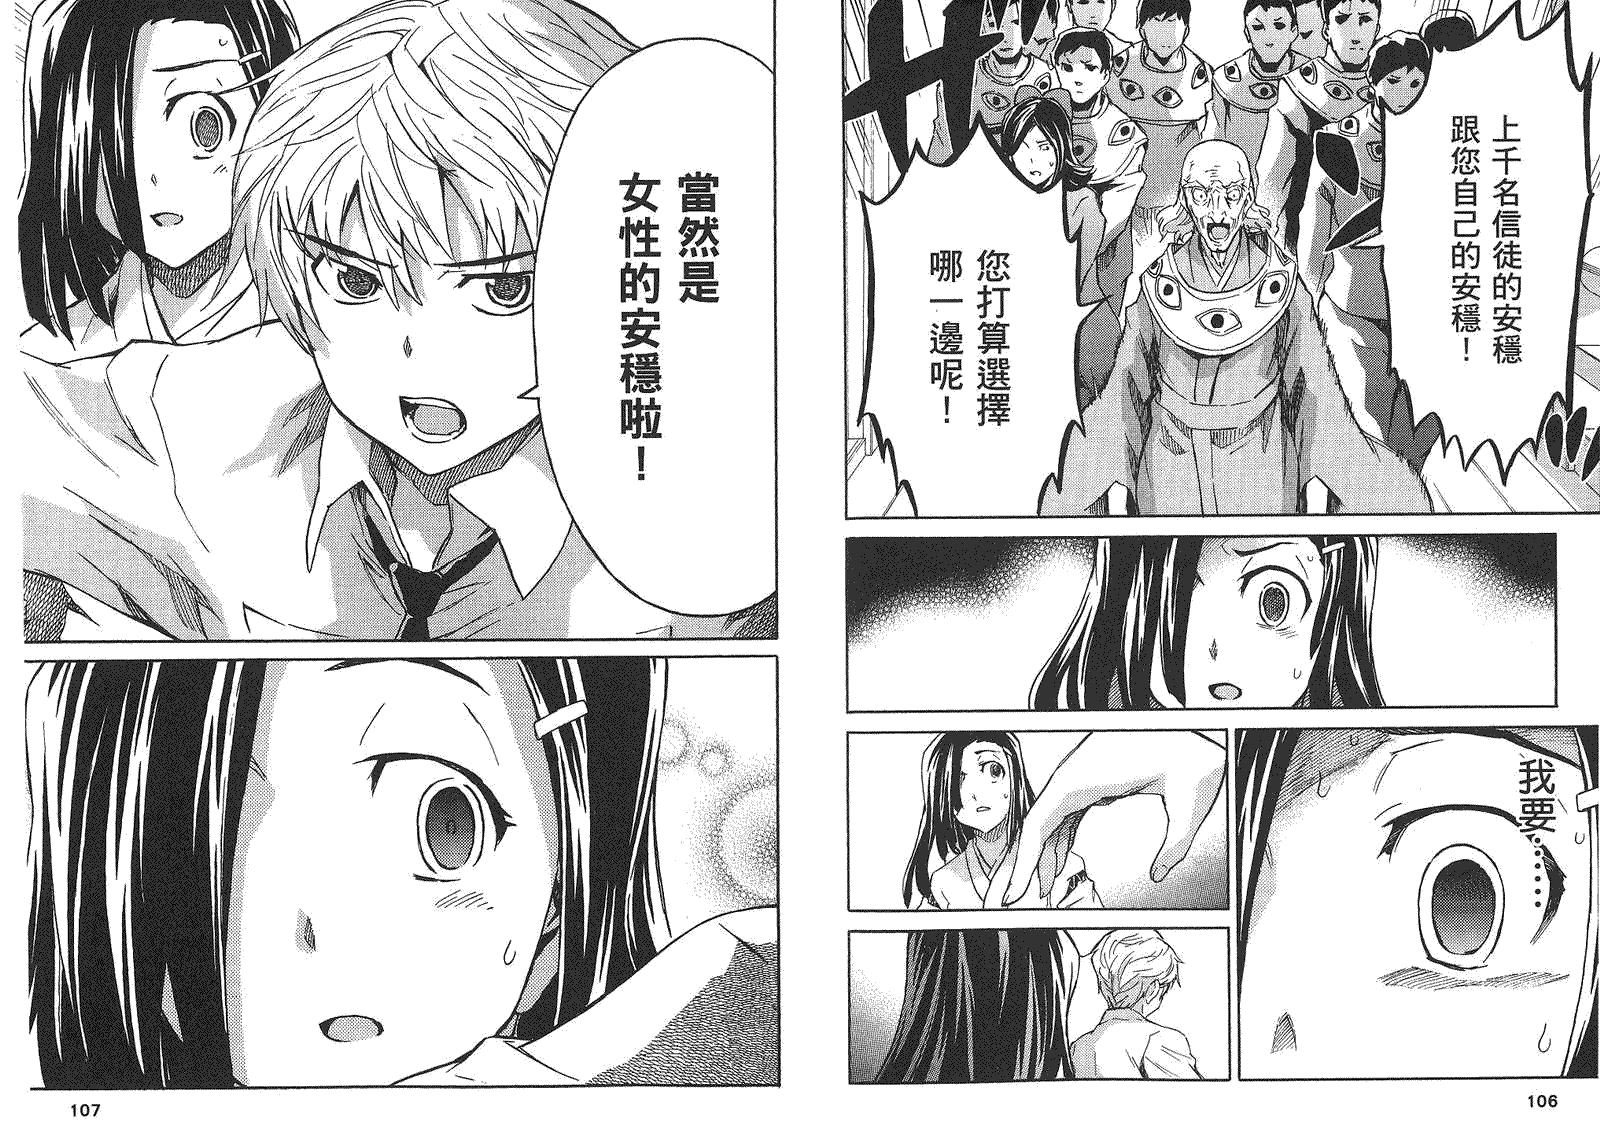 上千名信徒的安穩
跟您自己的安穩！
您打算選擇
哪一邊呢！
我要……
106
當然是
女性的安穩啦！
107